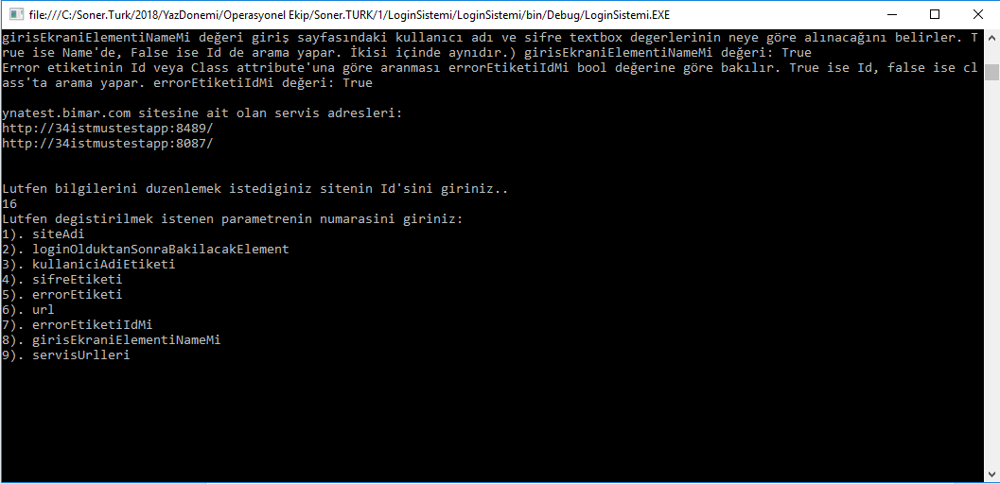 file:///C:/Soner.Turk/2018/YazDonemi/Operasyonel Ekip/Soner.TURK/1/LoginSistemi/LoginSistemi/bin/Debug/LoginSistemi.EXE
girisEkraniElementiNameMi değeri giriş sayfasındaki kullanıcı adı ve sifre textbox degerlerinin neye göre alınacağını belirler. T
rue ise Name'de, False ise Id de arama yapar. İkisi içinde aynıdır.) girisEkraniElementiNameMi değeri: True
Error etiketinin Id veya Class attribute'una göre aranması errorEtiketiIdMi bool değerine göre bakılır. True ise Id, false ise cl
ass'ta arama yapar. errorEtiketiIdMi değeri: True
ynatest.bimar.com sitesine ait olan servis adresleri:
http://34istmustestapp:8489/
http://34istmustestapp:8087/
Lutfen bilgilerini duzenlemek istediginiz sitenin Id'sini giriniz..
16
Lutfen degistirilmek istenen parametrenin numarasini giriniz:
1). siteAdi
2). loginOlduktanSonraBakilacakElement
3). kullaniciAdiEtiketi
4). sifreEtiketi
5). errorEtiketi
6). url
7). errorEtiketiIdMi
8). girisEkraniElementiNameMi
9). servisUrlleri